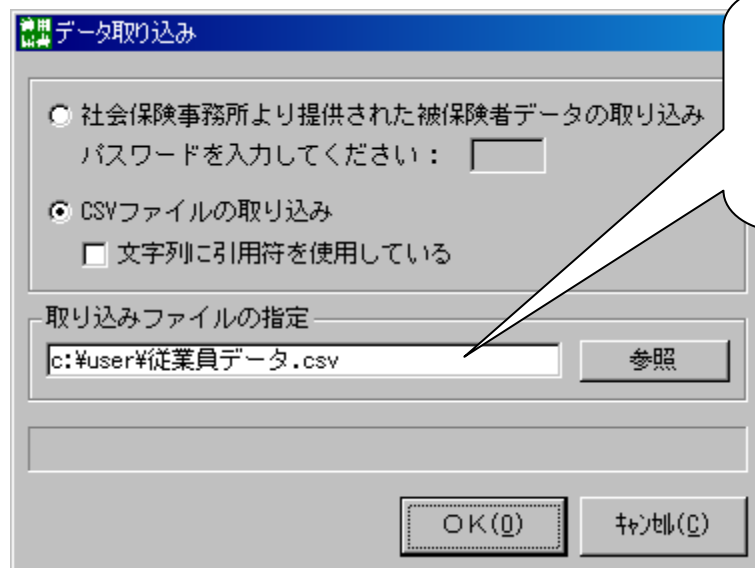 データ取り込み
社会保険事務所より提供された被保険者データの取り込み
パスワードを入力してください：
CSVファイルの取り込み
文字列に引用符を使用している
取り込みファイルの指定
c:¥user¥従業員データ.csv 参照
ＯＫ(O) ｷｬﾝｾﾙ(C)